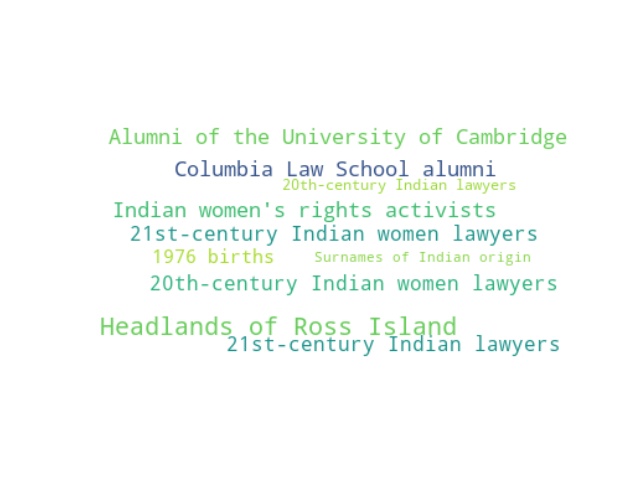 Alumni of the University of Cambridge
Columbia Law School alumni
20th-century Indian lawyers
Indian women's rights activists
21st-century Indian women lawyers
1976 births
Surnames of Indian origin
20th-century Indian women lawyers
Headlands of Ross Island
21st-century Indian lawyers